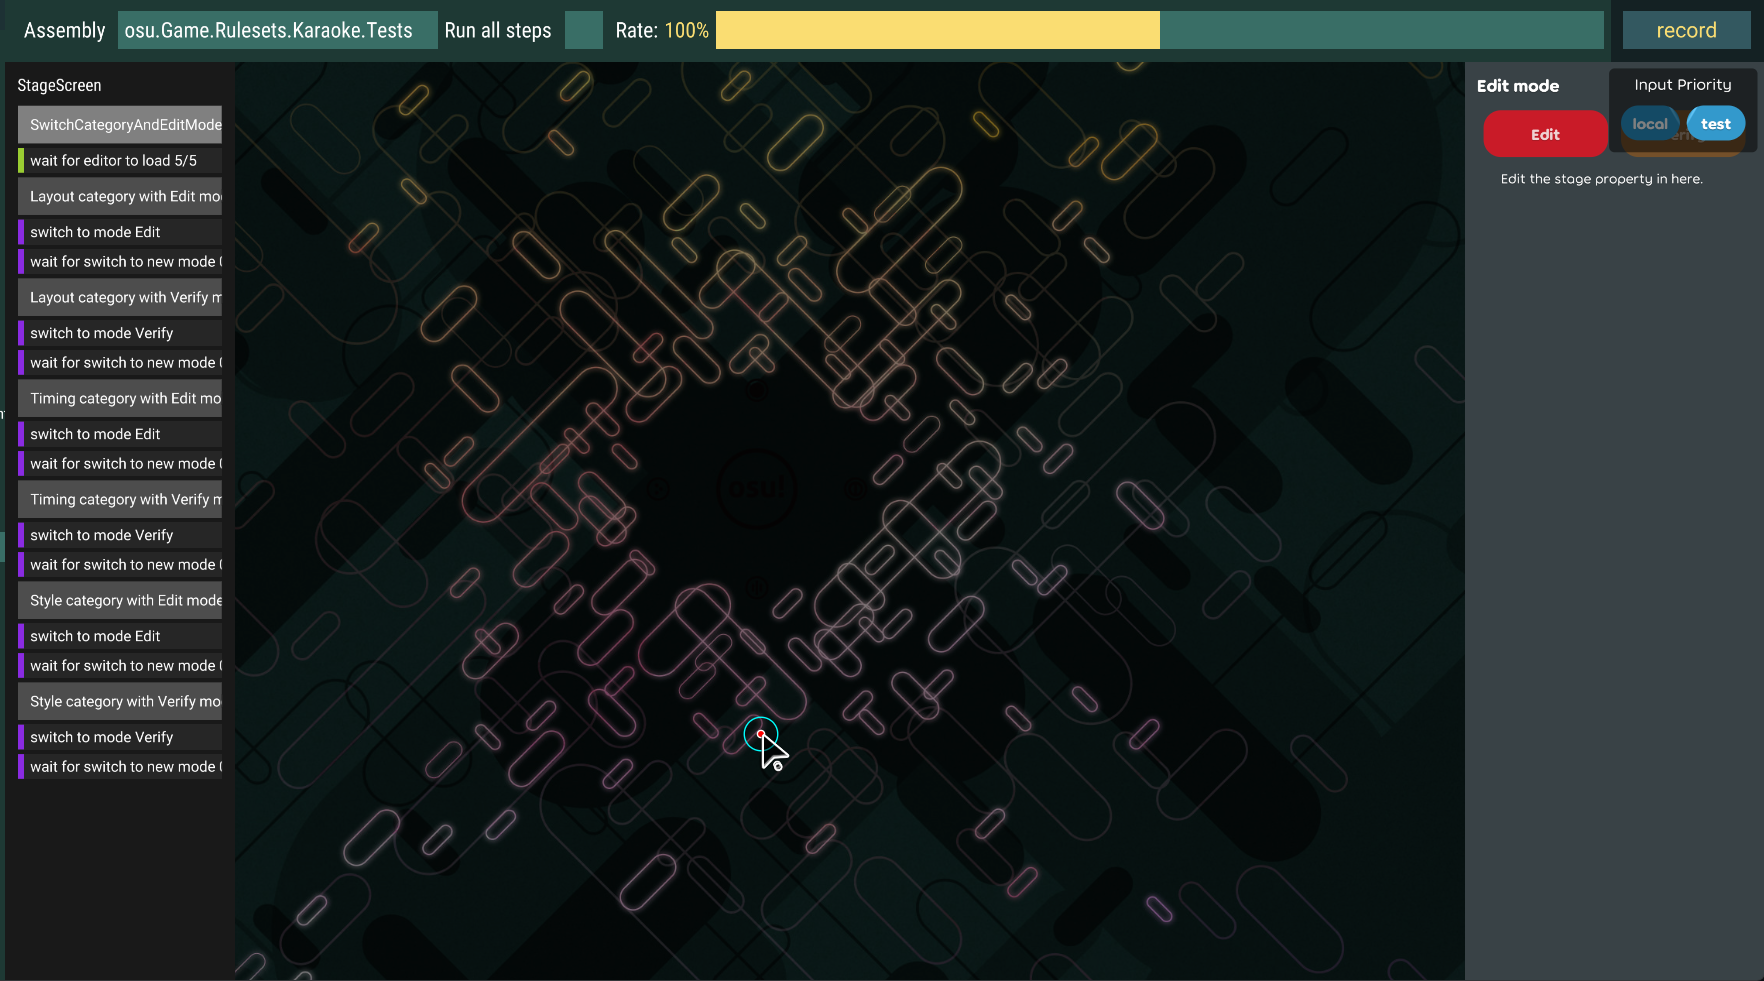 Assembly
osu.Game.Rulesets.Karaoke.Tests
Run all steps
Rate: 100%
record
StageScreen
SwitchCategoryAndEditMode
wait for editor to load 5/5
Layout category with Edit mo
switch to mode Edit
wait for switch to new mode
Layout category with Verify m
switch to mode Verify
wait for switch to new mode
Timing category with Edit mo
switch to mode Edit
wait for switch to new mode
Timing category with Verify m
switch to mode Verify
wait for switch to new mode
Style category with Edit mode
switch to mode Edit
wait for switch to new mode
Style category with Verify mo
switch to mode Verify
wait for switch to new mode
osu!
Edit mode
Edit
Edit the stage property in here.
Input Priority
local
test